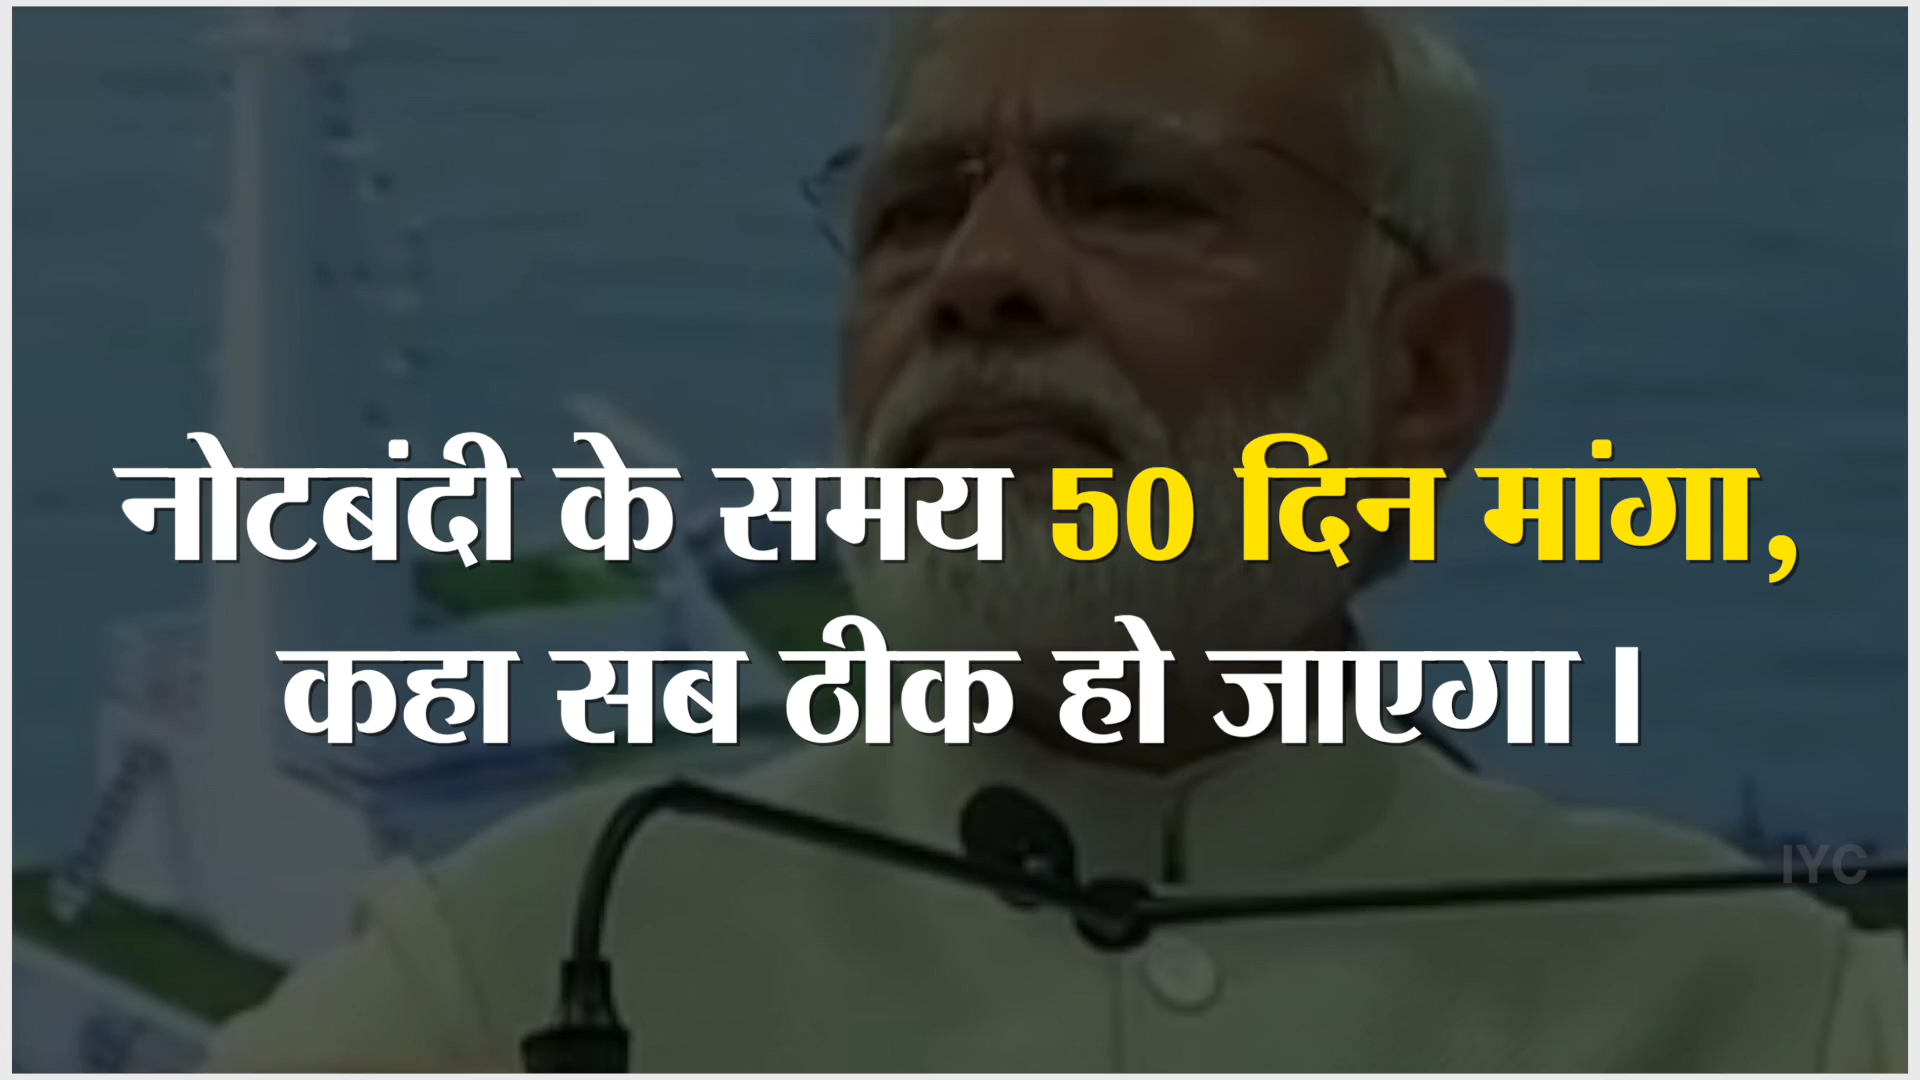 नोटबंदी के समय 50 दिन मांगा,
कहा सब ठीक हो जाएगा।
IYC